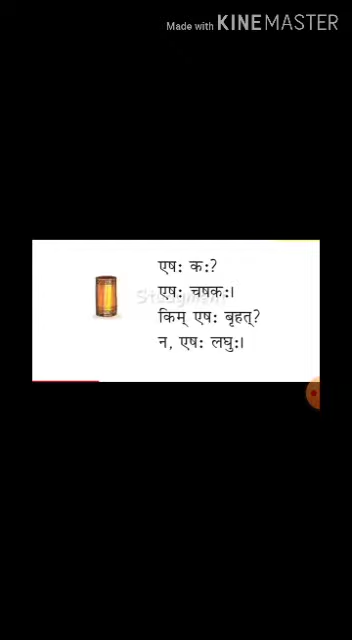 Made with KINEMASTER
एषः कः?
एषः चषकः।
किम् एषः बृहत्?
न, एषः लघुः।